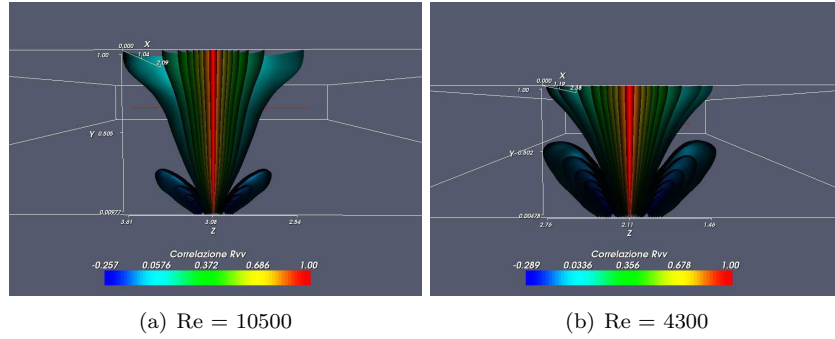 0.000 X
1.00 1.04
2.09
Y 0.505
0.00977
3.61 3.08 2.54
Z
Correlazione Rvv
-0.257 0.0576 0.372 0.686 1.00
(a) Re = 10500
0.000 X
1.00 1.19
2.38
Y 0.502
0.00478
2.76 2.11 1.46
Z
Correlazione Rvv
-0.289 0.0336 0.356 0.678 1.00
(b) Re = 4300